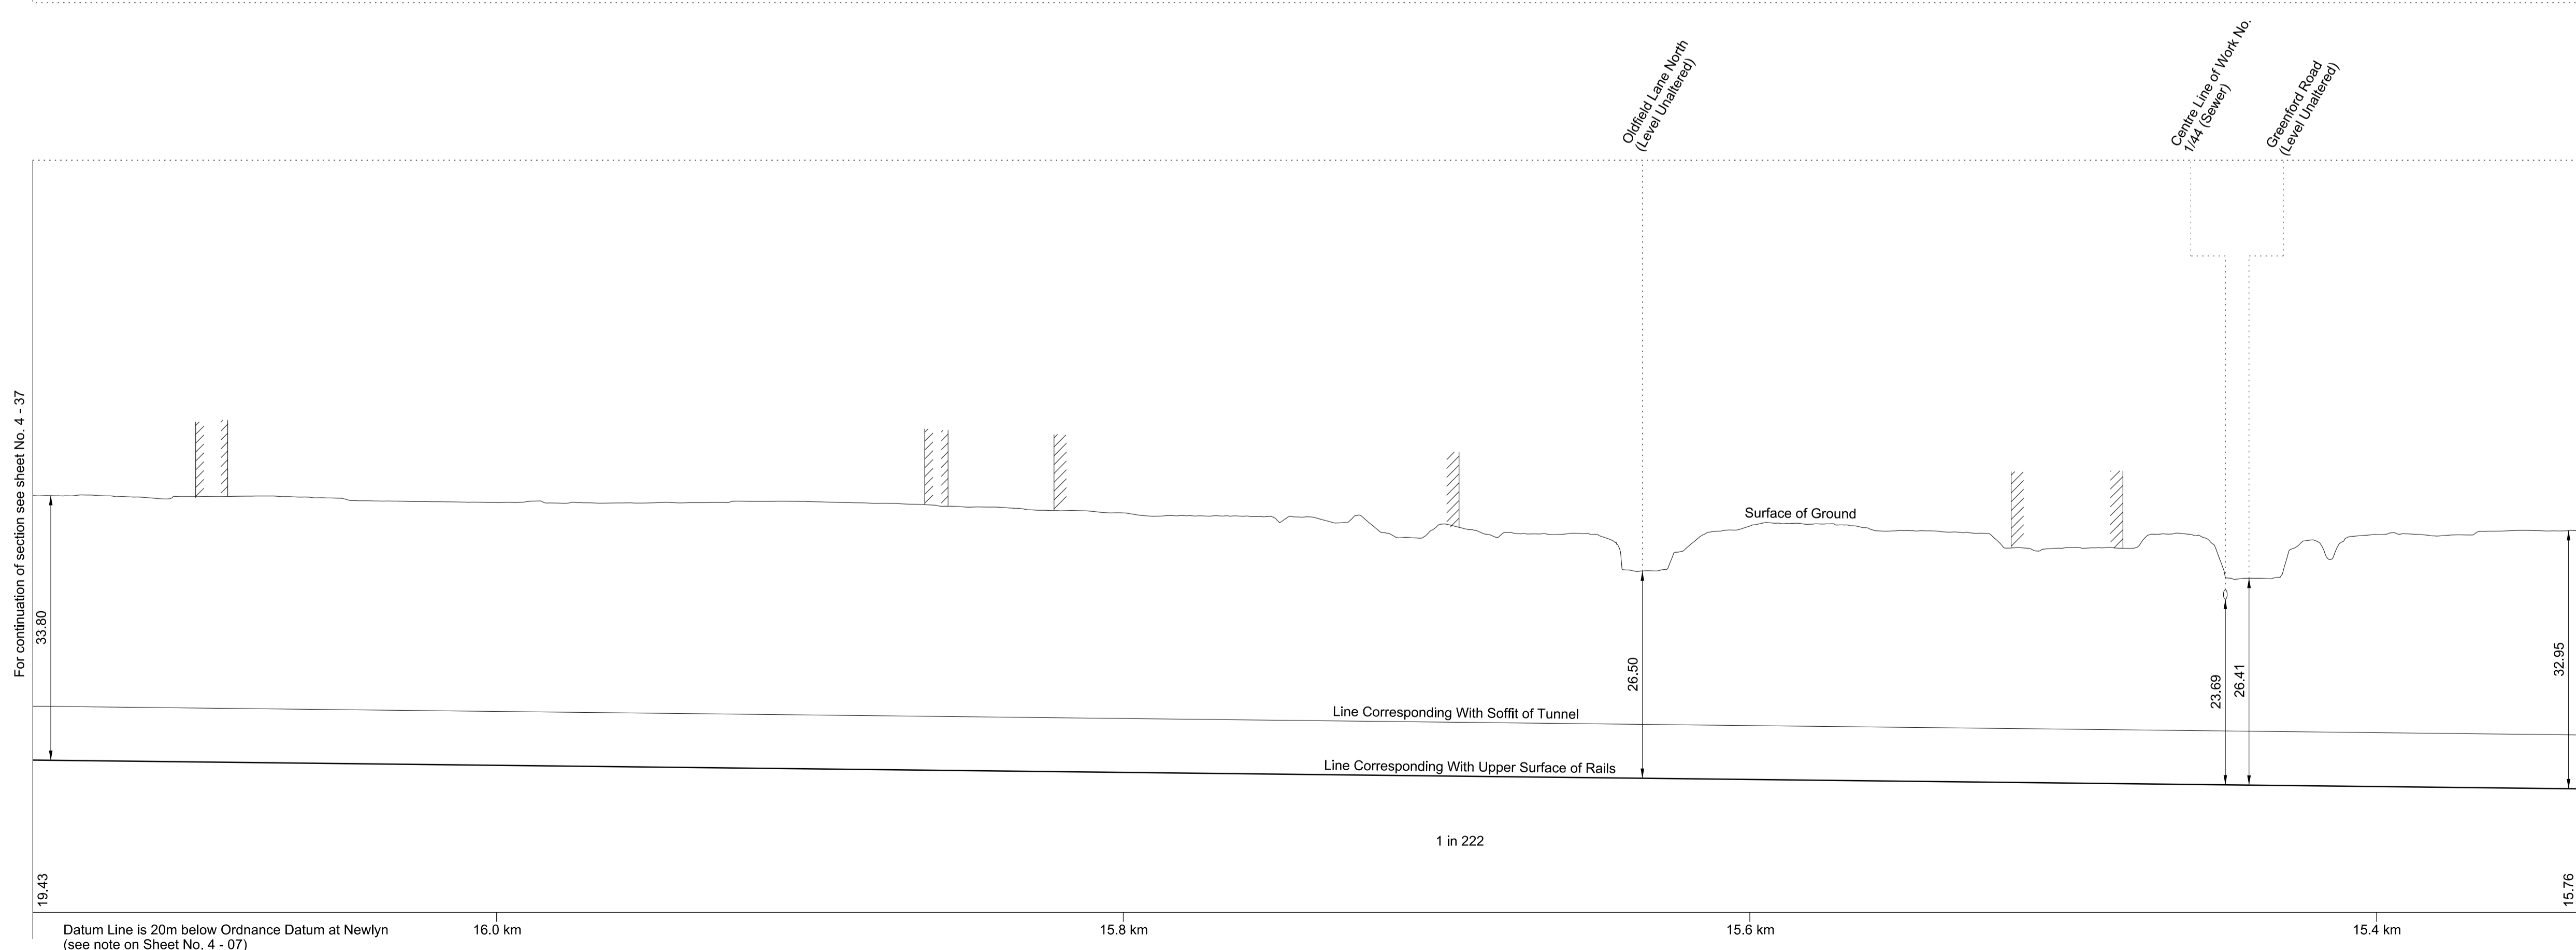 Oldfield Lane North
(Level Unaltered)
Centre Line of Work No.
1/44 (Sewer)
Greenford Road
(Level Unaltered)
For continuation of section see sheet No. 4 - 37
Surface of Ground
33.80
26.50
23.69
26.41
32.95
Line Corresponding With Soffit of Tunnel
Line Corresponding With Upper Surface of Rails
1 in 222
19.43
15.76
Datum Line is 20m below Ordnance Datum at Newlyn
(see note on Sheet No. 4 - 07)
16.0 km
15.8 km
15.6 km
15.4 km